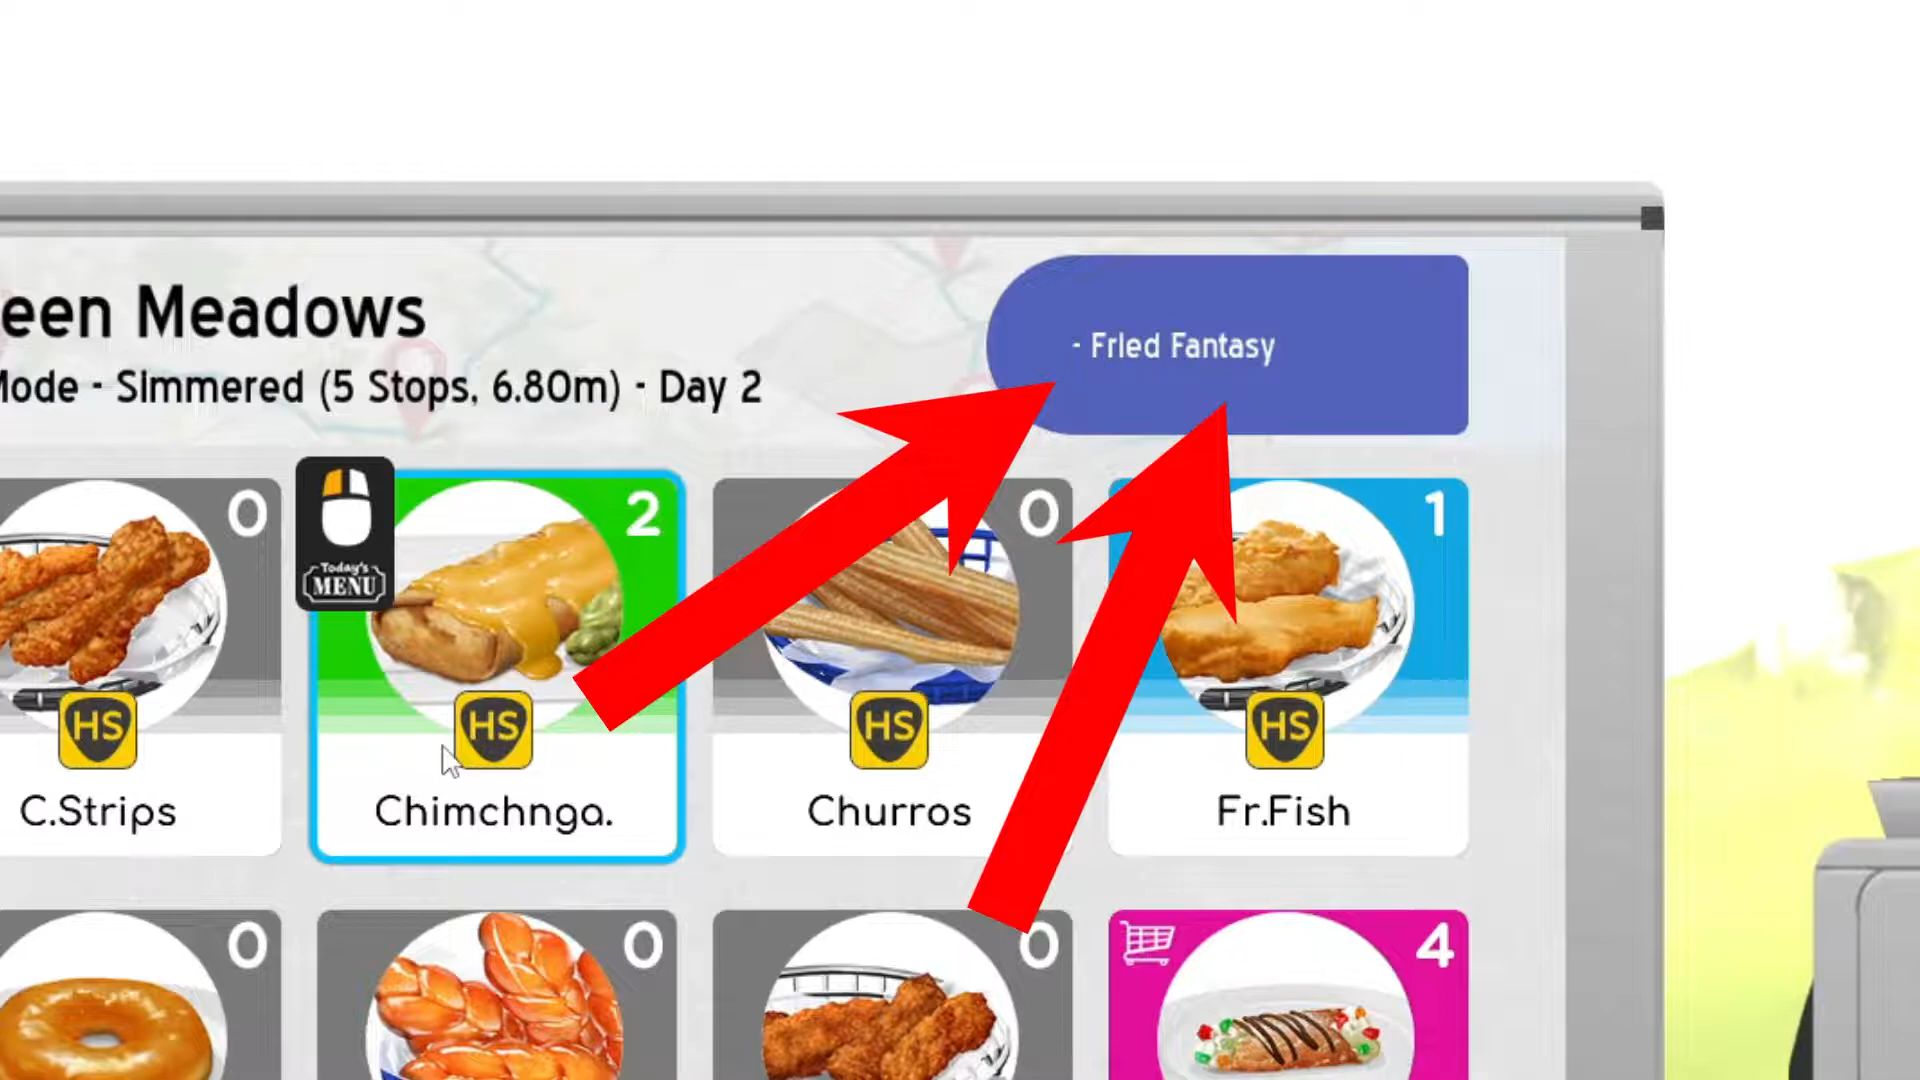 een Meadows
Mode - Simmered (5 Stops, 6.80m) - Day 2
- Fried Fantasy
0
2
0
1
Today's
MENU
HS
HS
HS
HS
C.Strips
Chimchnga.
Churros
Fr.Fish
0
0
0
4